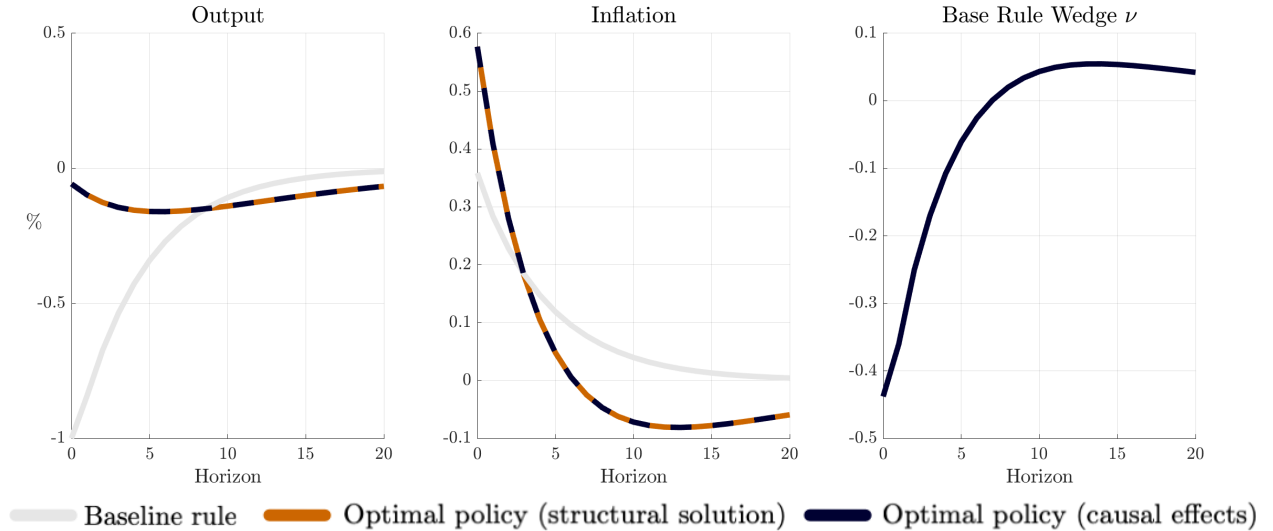 Output
Inflation
Base Rule Wedge ν
%
0.5
0
-0.5
-1
0 5 10 15 20
Horizon
0.6
0.5
0.4
0.3
0.2
0.1
0
-0.1
0 5 10 15 20
Horizon
0.1
0
-0.1
-0.2
-0.3
-0.4
-0.5
0 5 10 15 20
Horizon
Baseline rule Optimal policy (structural solution) Optimal policy (causal effects)